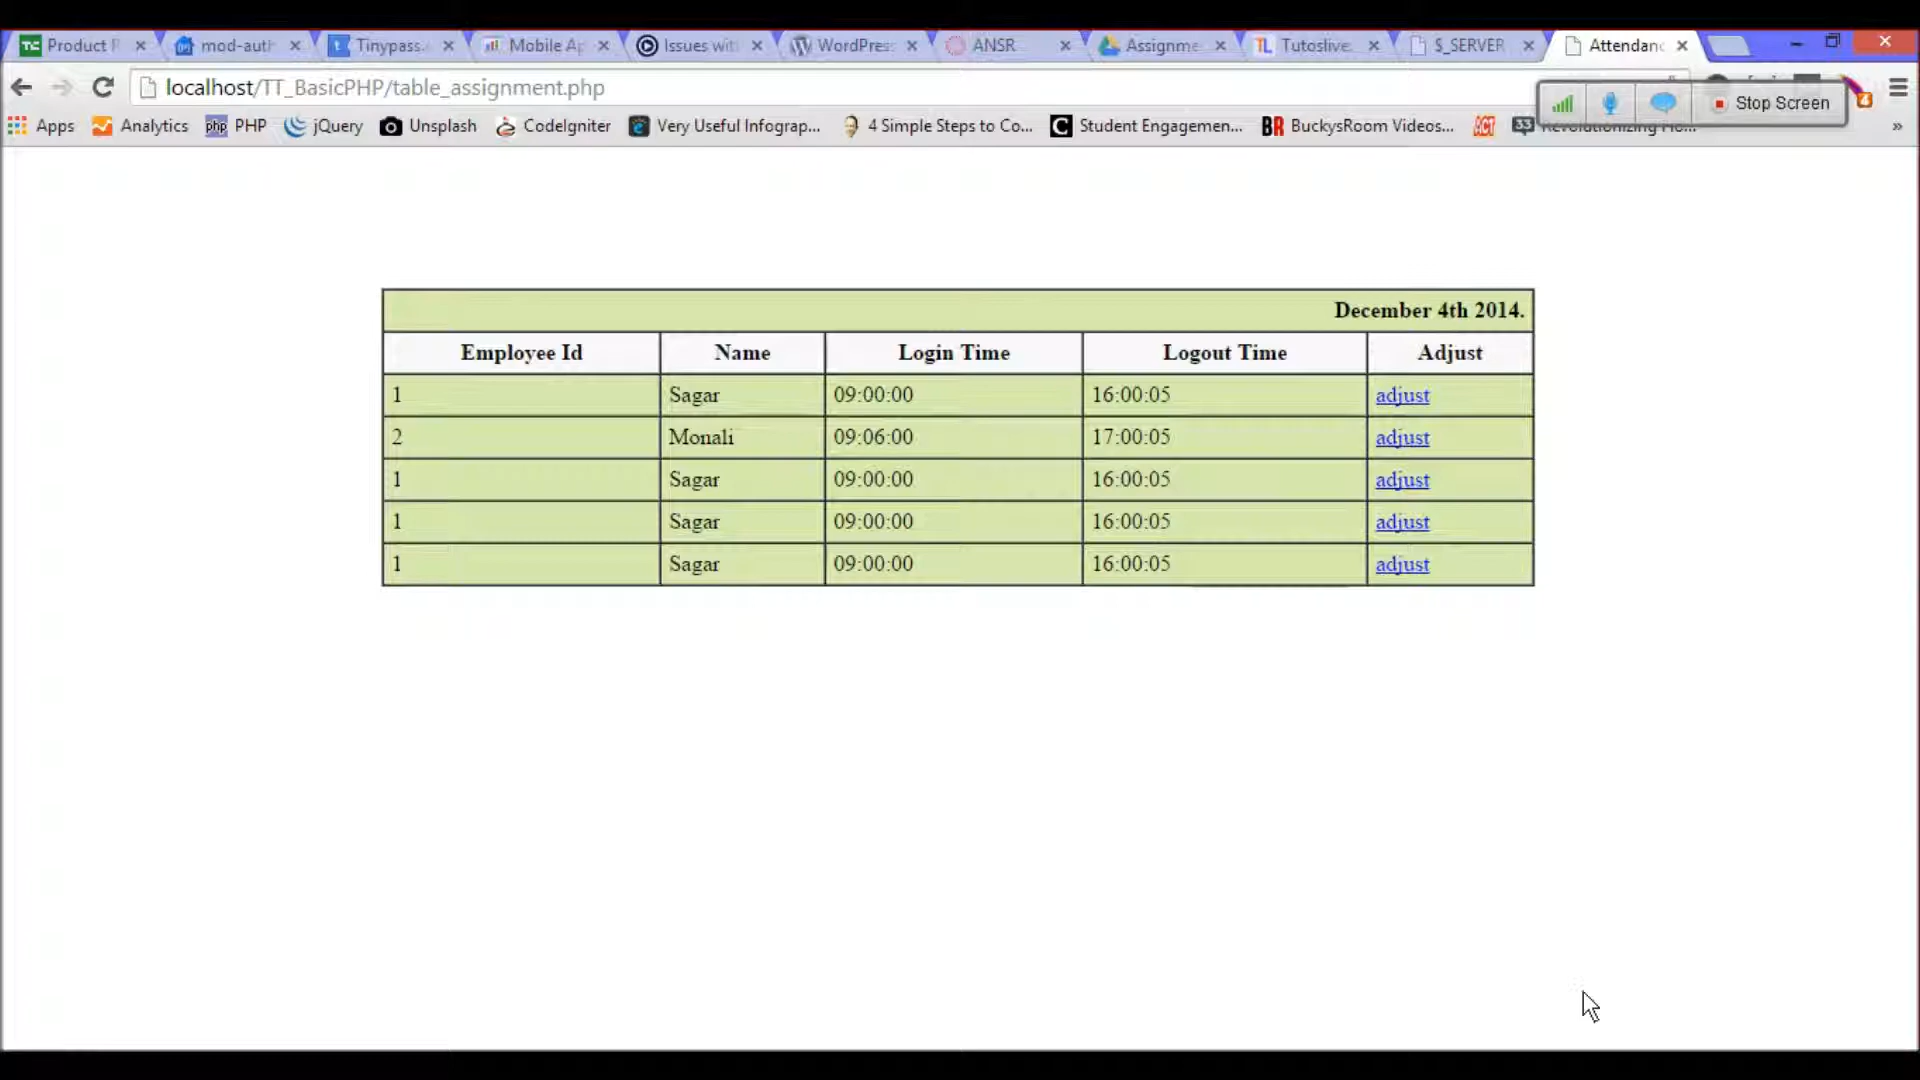 Product mod-auth Tinypass. Mobile Ap Issues wit WordPres ANSR Assignme Tutoslive $_SERVER Attendan
localhost/TT_BasicPHP/table_assignment.php
Stop Screen
Apps Analytics php PHP jQuery Unsplash CodeIgniter Very Useful Infograp... 4 Simple Steps to Co... Student Engagemen... BR BuckysRoom Videos...
December 4th 2014.
Employee Id Name Login Time Logout Time Adjust
1 Sagar 09:00:00 16:00:05 adjust
2 Monali 09:06:00 17:00:05 adjust
1 Sagar 09:00:00 16:00:05 adjust
1 Sagar 09:00:00 16:00:05 adjust
1 Sagar 09:00:00 16:00:05 adjust